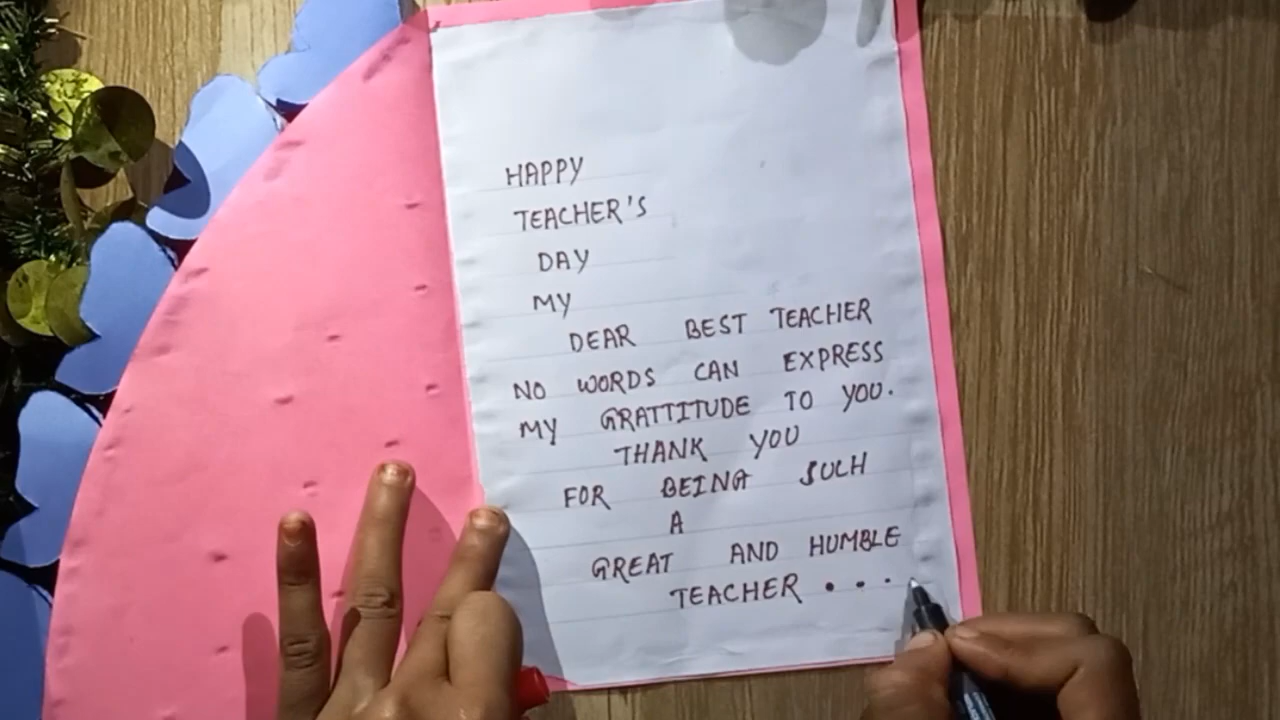 HAPPY
TEACHER'S
DAY
MY
DEAR BEST TEACHER
NO WORDS CAN EXPRESS
MY GRATTITUDE TO YOU.
THANK YOU
FOR BEING SUCH
A
GREAT AND HUMBLE
TEACHER . . .